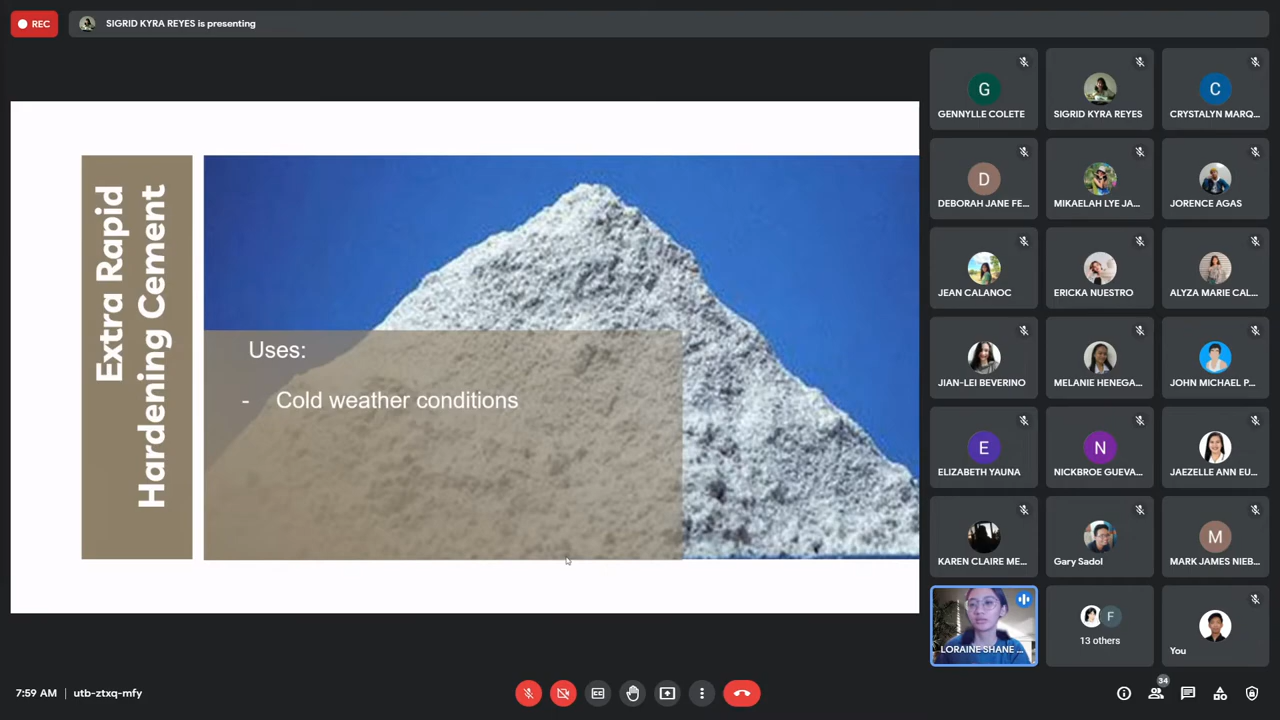 REC
SIGRID KYRA REYES is presenting
Extra Rapid
Hardening Cement
Uses:
- Cold weather conditions
G
GENNYLLE COLETE
SIGRID KYRA REYES
C
CRYSTALYN MARQ...
D
DEBORAH JANE FE...
MIKAELAH LYE JA...
JORENCE AGAS
JEAN CALANOC
ERICKA NUESTRO
ALYZA MARIE CAL...
JIAN-LEI BEVERINO
MELANIE HENEGA...
JOHN MICHAEL P...
E
ELIZABETH YAUNA
N
NICKBROE GUEVA...
JAEZELLE ANN EU...
KAREN CLAIRE ME...
Gary Sadol
M
MARK JAMES NIEB...
LORAINE SHANE ...
F
13 others
You
7:59 AM | utb-ztxq-mfy
34